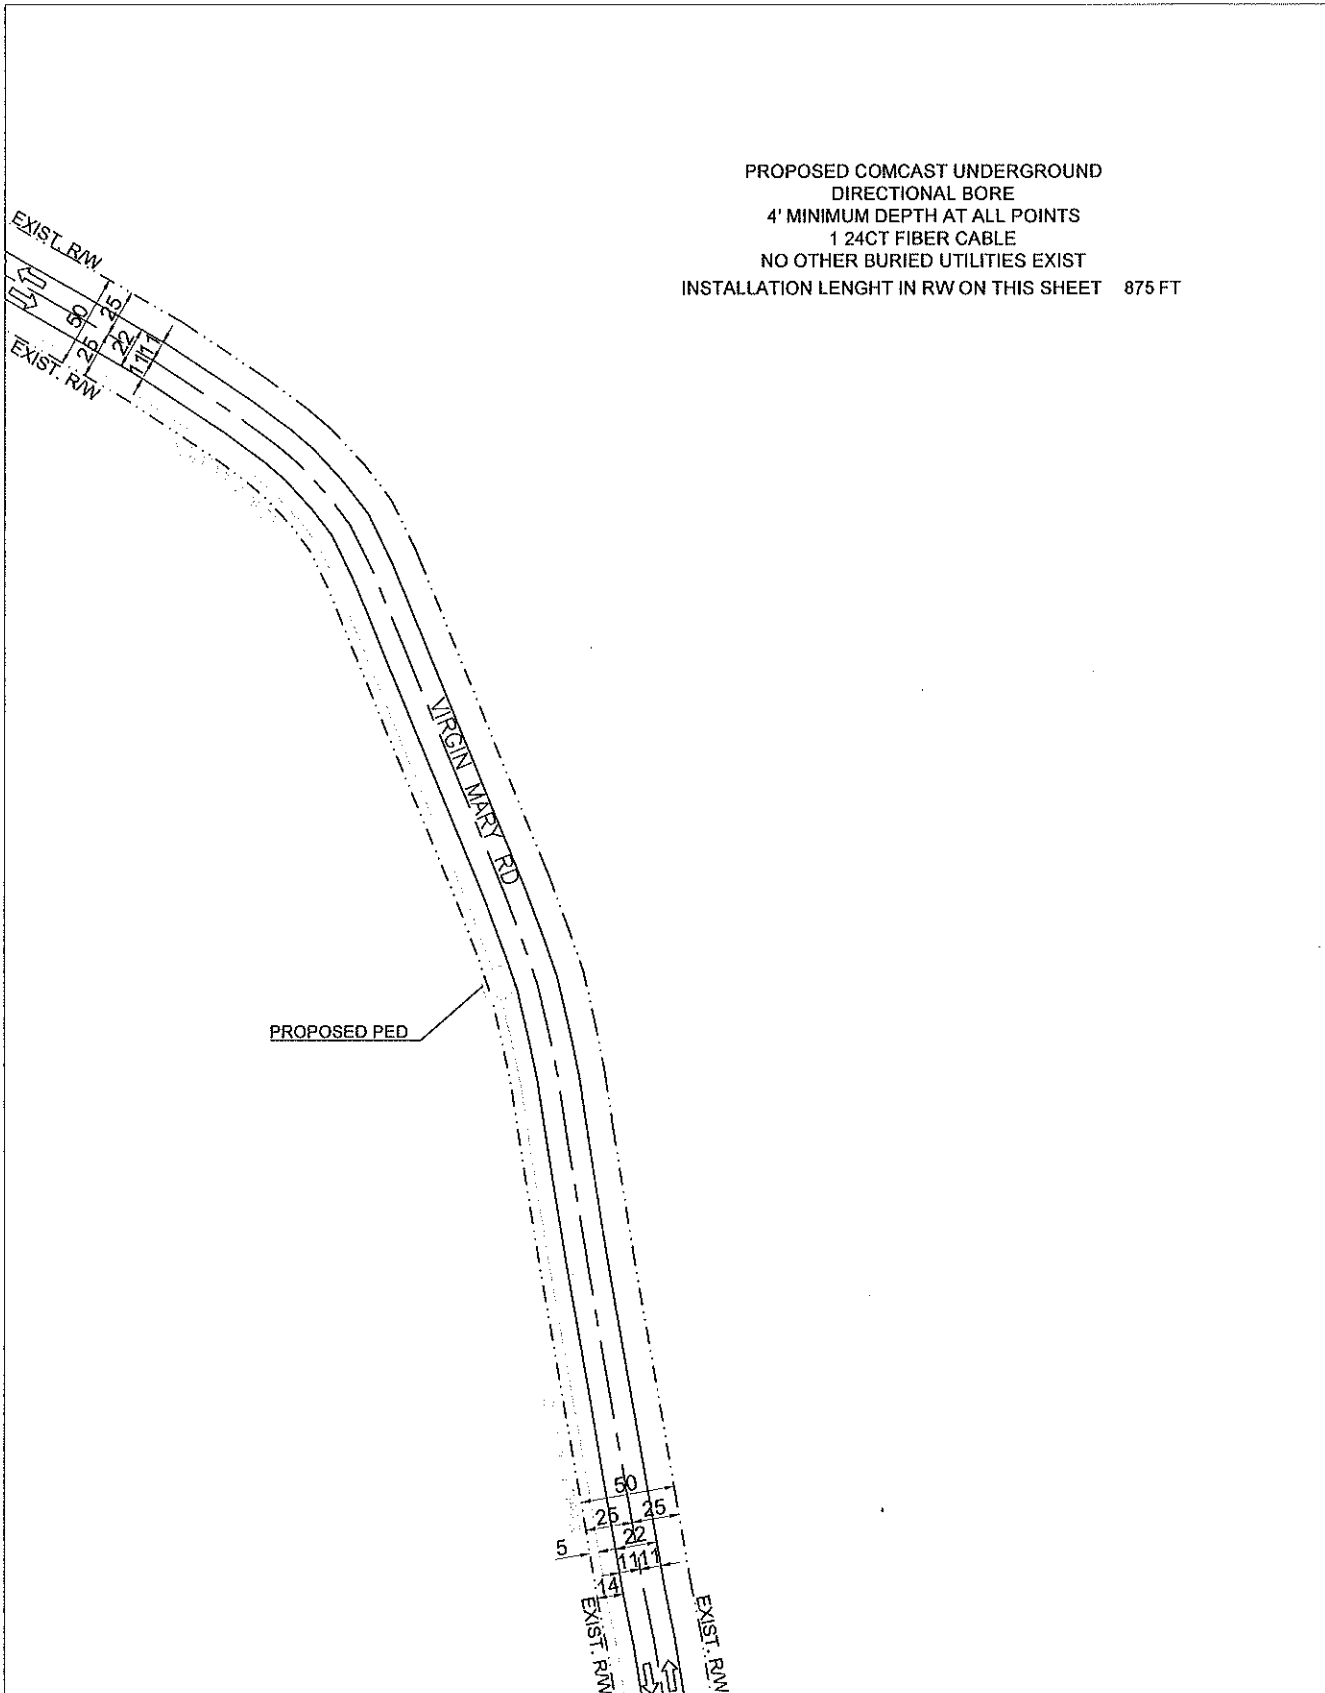 PROPOSED COMCAST UNDERGROUND
DIRECTIONAL BORE
4' MINIMUM DEPTH AT ALL POINTS
1 24CT FIBER CABLE
NO OTHER BURIED UTILITIES EXIST
INSTALLATION LENGHT IN RW ON THIS SHEET 875 FT
EXIST. R/W
50
25
25
22
11
11
EXIST. R/W
VIRGIN MARY RD
PROPOSED PED
50
25
25
22
5
11
11
14
EXIST. R/W
EXIST. R/W